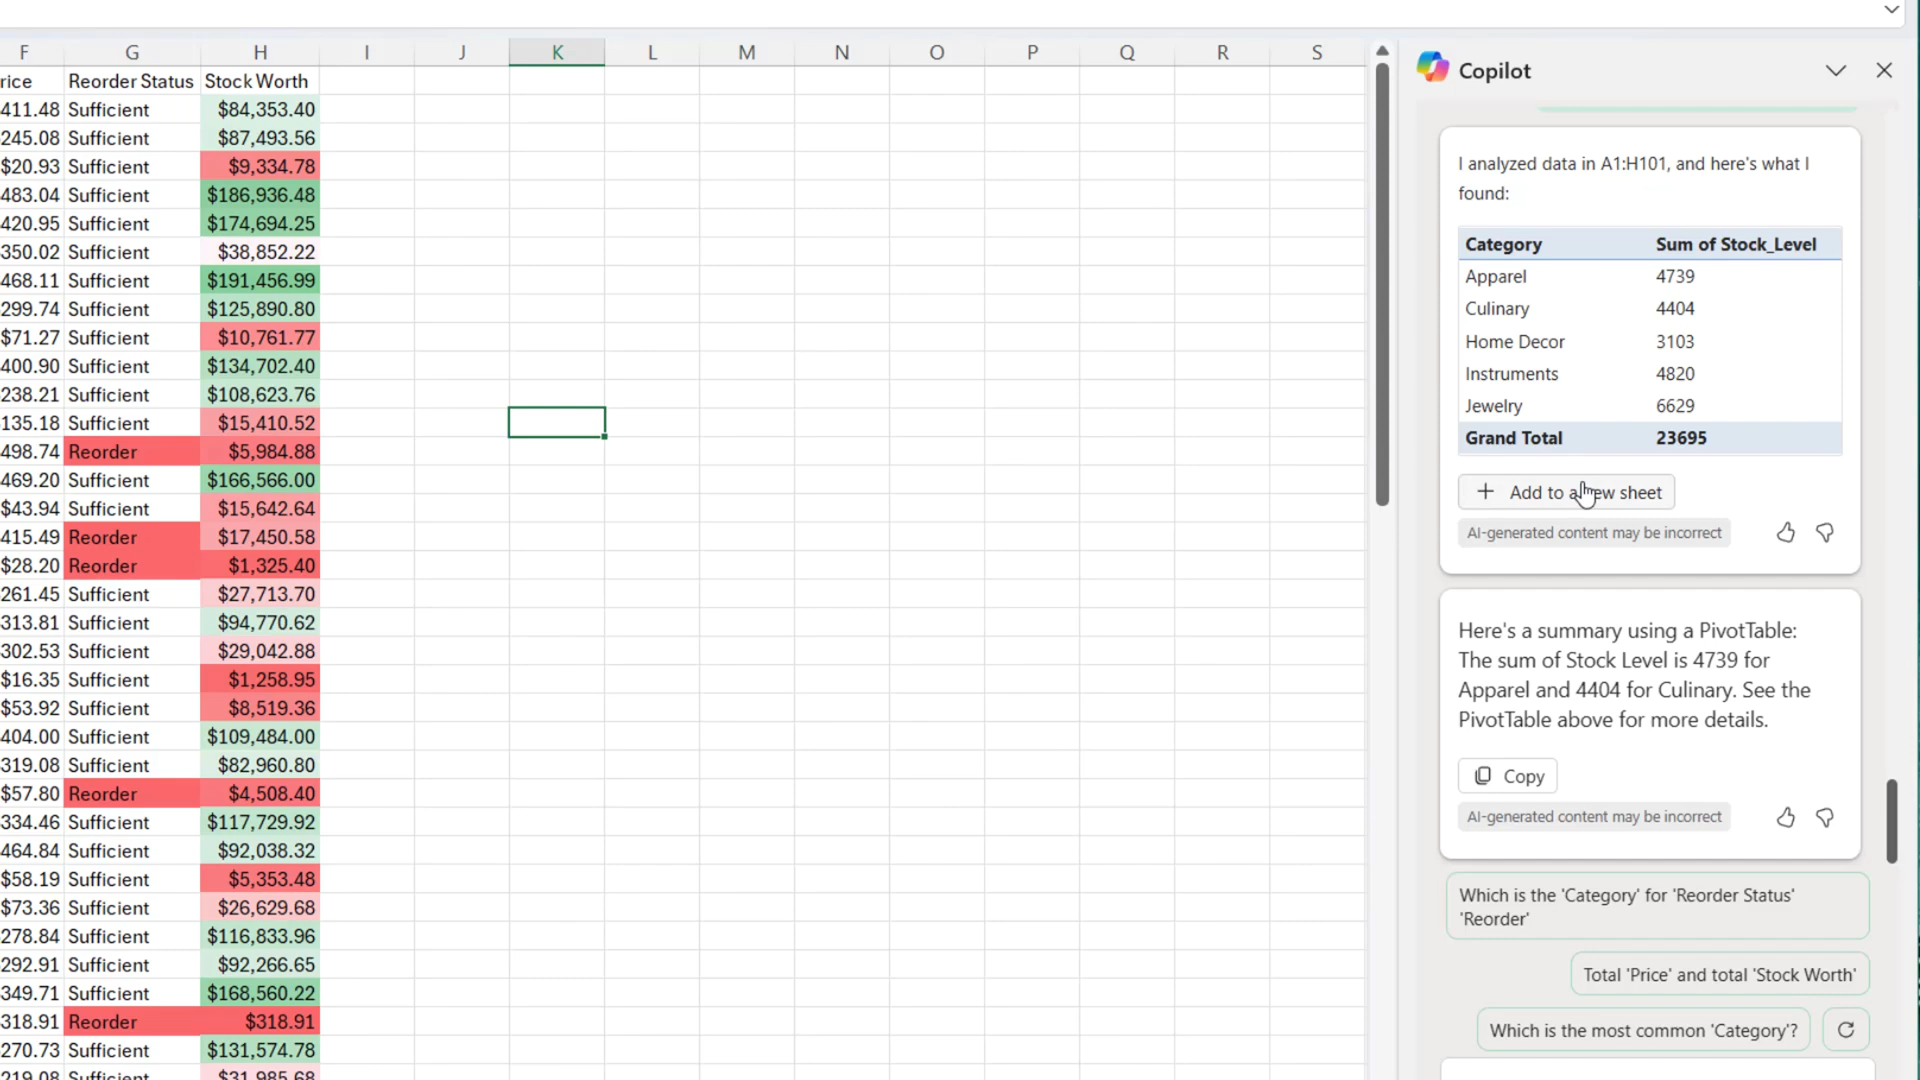 F G H I J K L M N O P Q R S
rice Reorder Status Stock Worth
411.48 Sufficient $84,353.40
245.08 Sufficient $87,493.56
$20.93 Sufficient $9,334.78
483.04 Sufficient $186,936.48
420.95 Sufficient $174,694.25
350.02 Sufficient $38,852.22
468.11 Sufficient $191,456.99
299.74 Sufficient $125,890.80
$71.27 Sufficient $10,761.77
400.90 Sufficient $134,702.40
238.21 Sufficient $108,623.76
135.18 Sufficient $15,410.52
498.74 Reorder $5,984.88
469.20 Sufficient $166,566.00
$43.94 Sufficient $15,642.64
415.49 Reorder $17,450.58
$28.20 Reorder $1,325.40
261.45 Sufficient $27,713.70
313.81 Sufficient $94,770.62
302.53 Sufficient $29,042.88
$16.35 Sufficient $1,258.95
$53.92 Sufficient $8,519.36
404.00 Sufficient $109,484.00
319.08 Sufficient $82,960.80
$57.80 Reorder $4,508.40
334.46 Sufficient $117,729.92
464.84 Sufficient $92,038.32
$58.19 Sufficient $5,353.48
$73.36 Sufficient $26,629.68
278.84 Sufficient $116,833.96
292.91 Sufficient $92,266.65
349.71 Sufficient $168,560.22
318.91 Reorder $318.91
270.73 Sufficient $131,574.78
219.08 Sufficient $31,985.68
Copilot
I analyzed data in A1:H101, and here's what I
found:
Category Sum of Stock_Level
Apparel 4739
Culinary 4404
Home Decor 3103
Instruments 4820
Jewelry 6629
Grand Total 23695
Add to a new sheet
AI-generated content may be incorrect
Here's a summary using a PivotTable:
The sum of Stock Level is 4739 for
Apparel and 4404 for Culinary. See the
PivotTable above for more details.
Copy
AI-generated content may be incorrect
Which is the 'Category' for 'Reorder Status'
'Reorder'
Total 'Price' and total 'Stock Worth'
Which is the most common 'Category'?